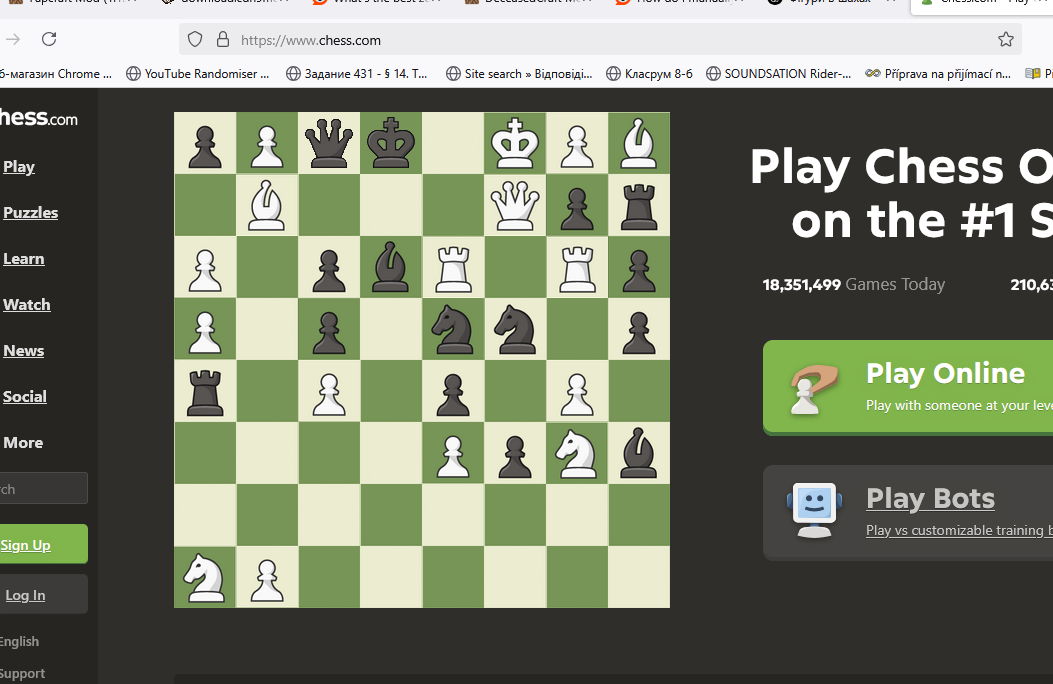 https://www.chess.com
YouTube Randomiser ...
Задание 431 - § 14. Т...
Site search » Відповіді...
Класрум 8-б
SOUNDSATION Rider-...
Příprava na přijímací n...
б-магазин Chrome ...
hess.com
Play
Puzzles
Learn
Watch
News
Social
More
rch
Sign Up
Log In
English
Support
Play Chess O
on the #1 S
18,351,499 Games Today
210,63
Play Online
Play with someone at your leve
Play Bots
Play vs customizable training b